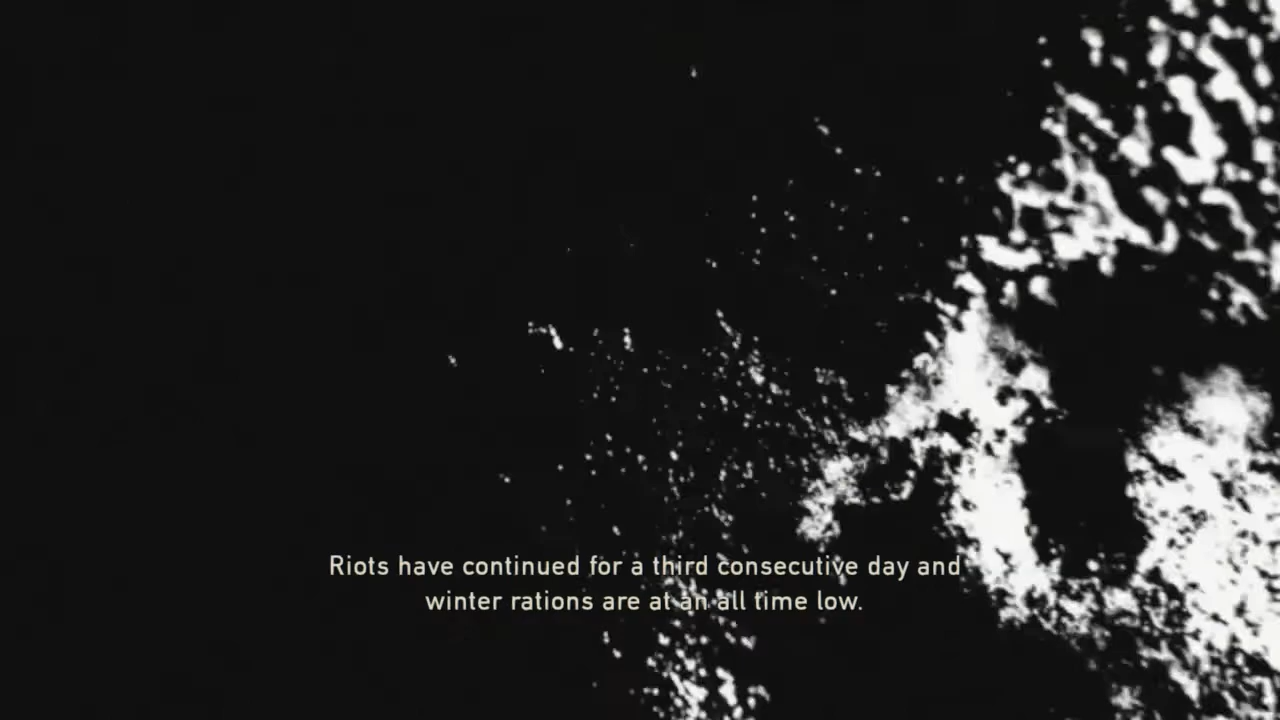 Riots have continued for a third consecutive day and
winter rations are at an all time low.